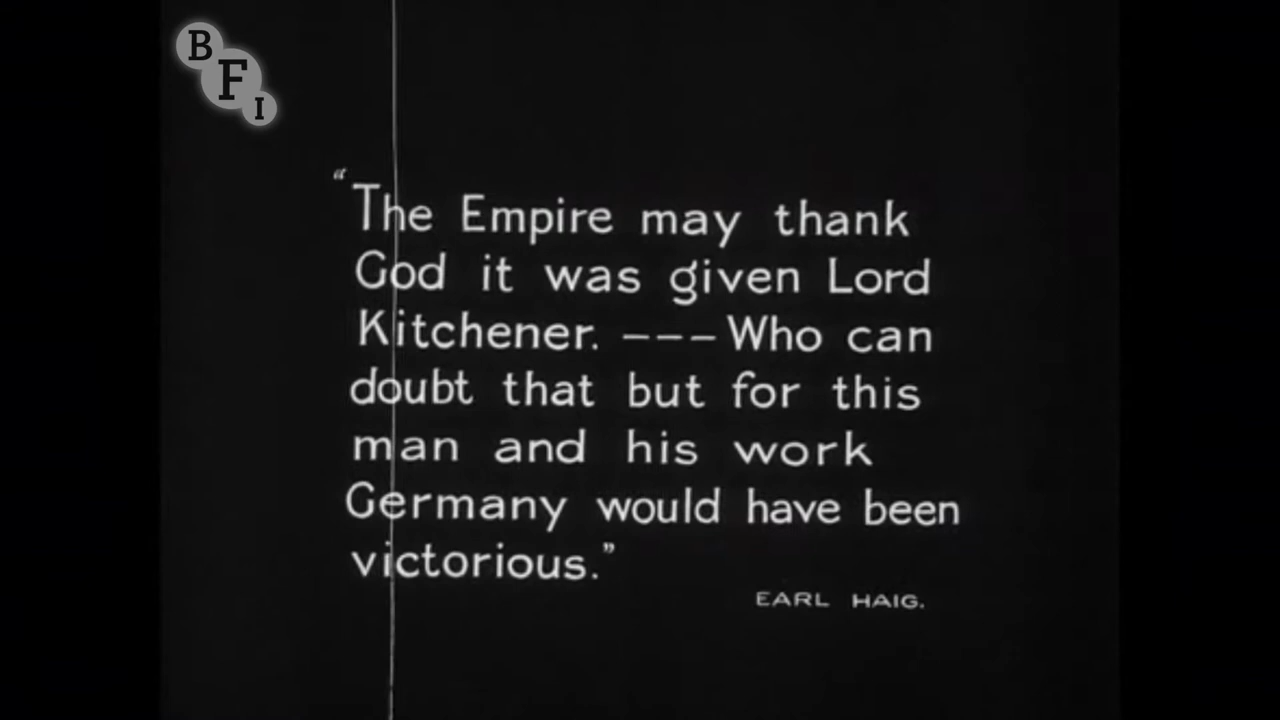 BFI
“The Empire may thank
God it was given Lord
Kitchener. ---Who can
doubt that but for this
man and his work
Germany would have been
victorious.”
EARL HAIG.